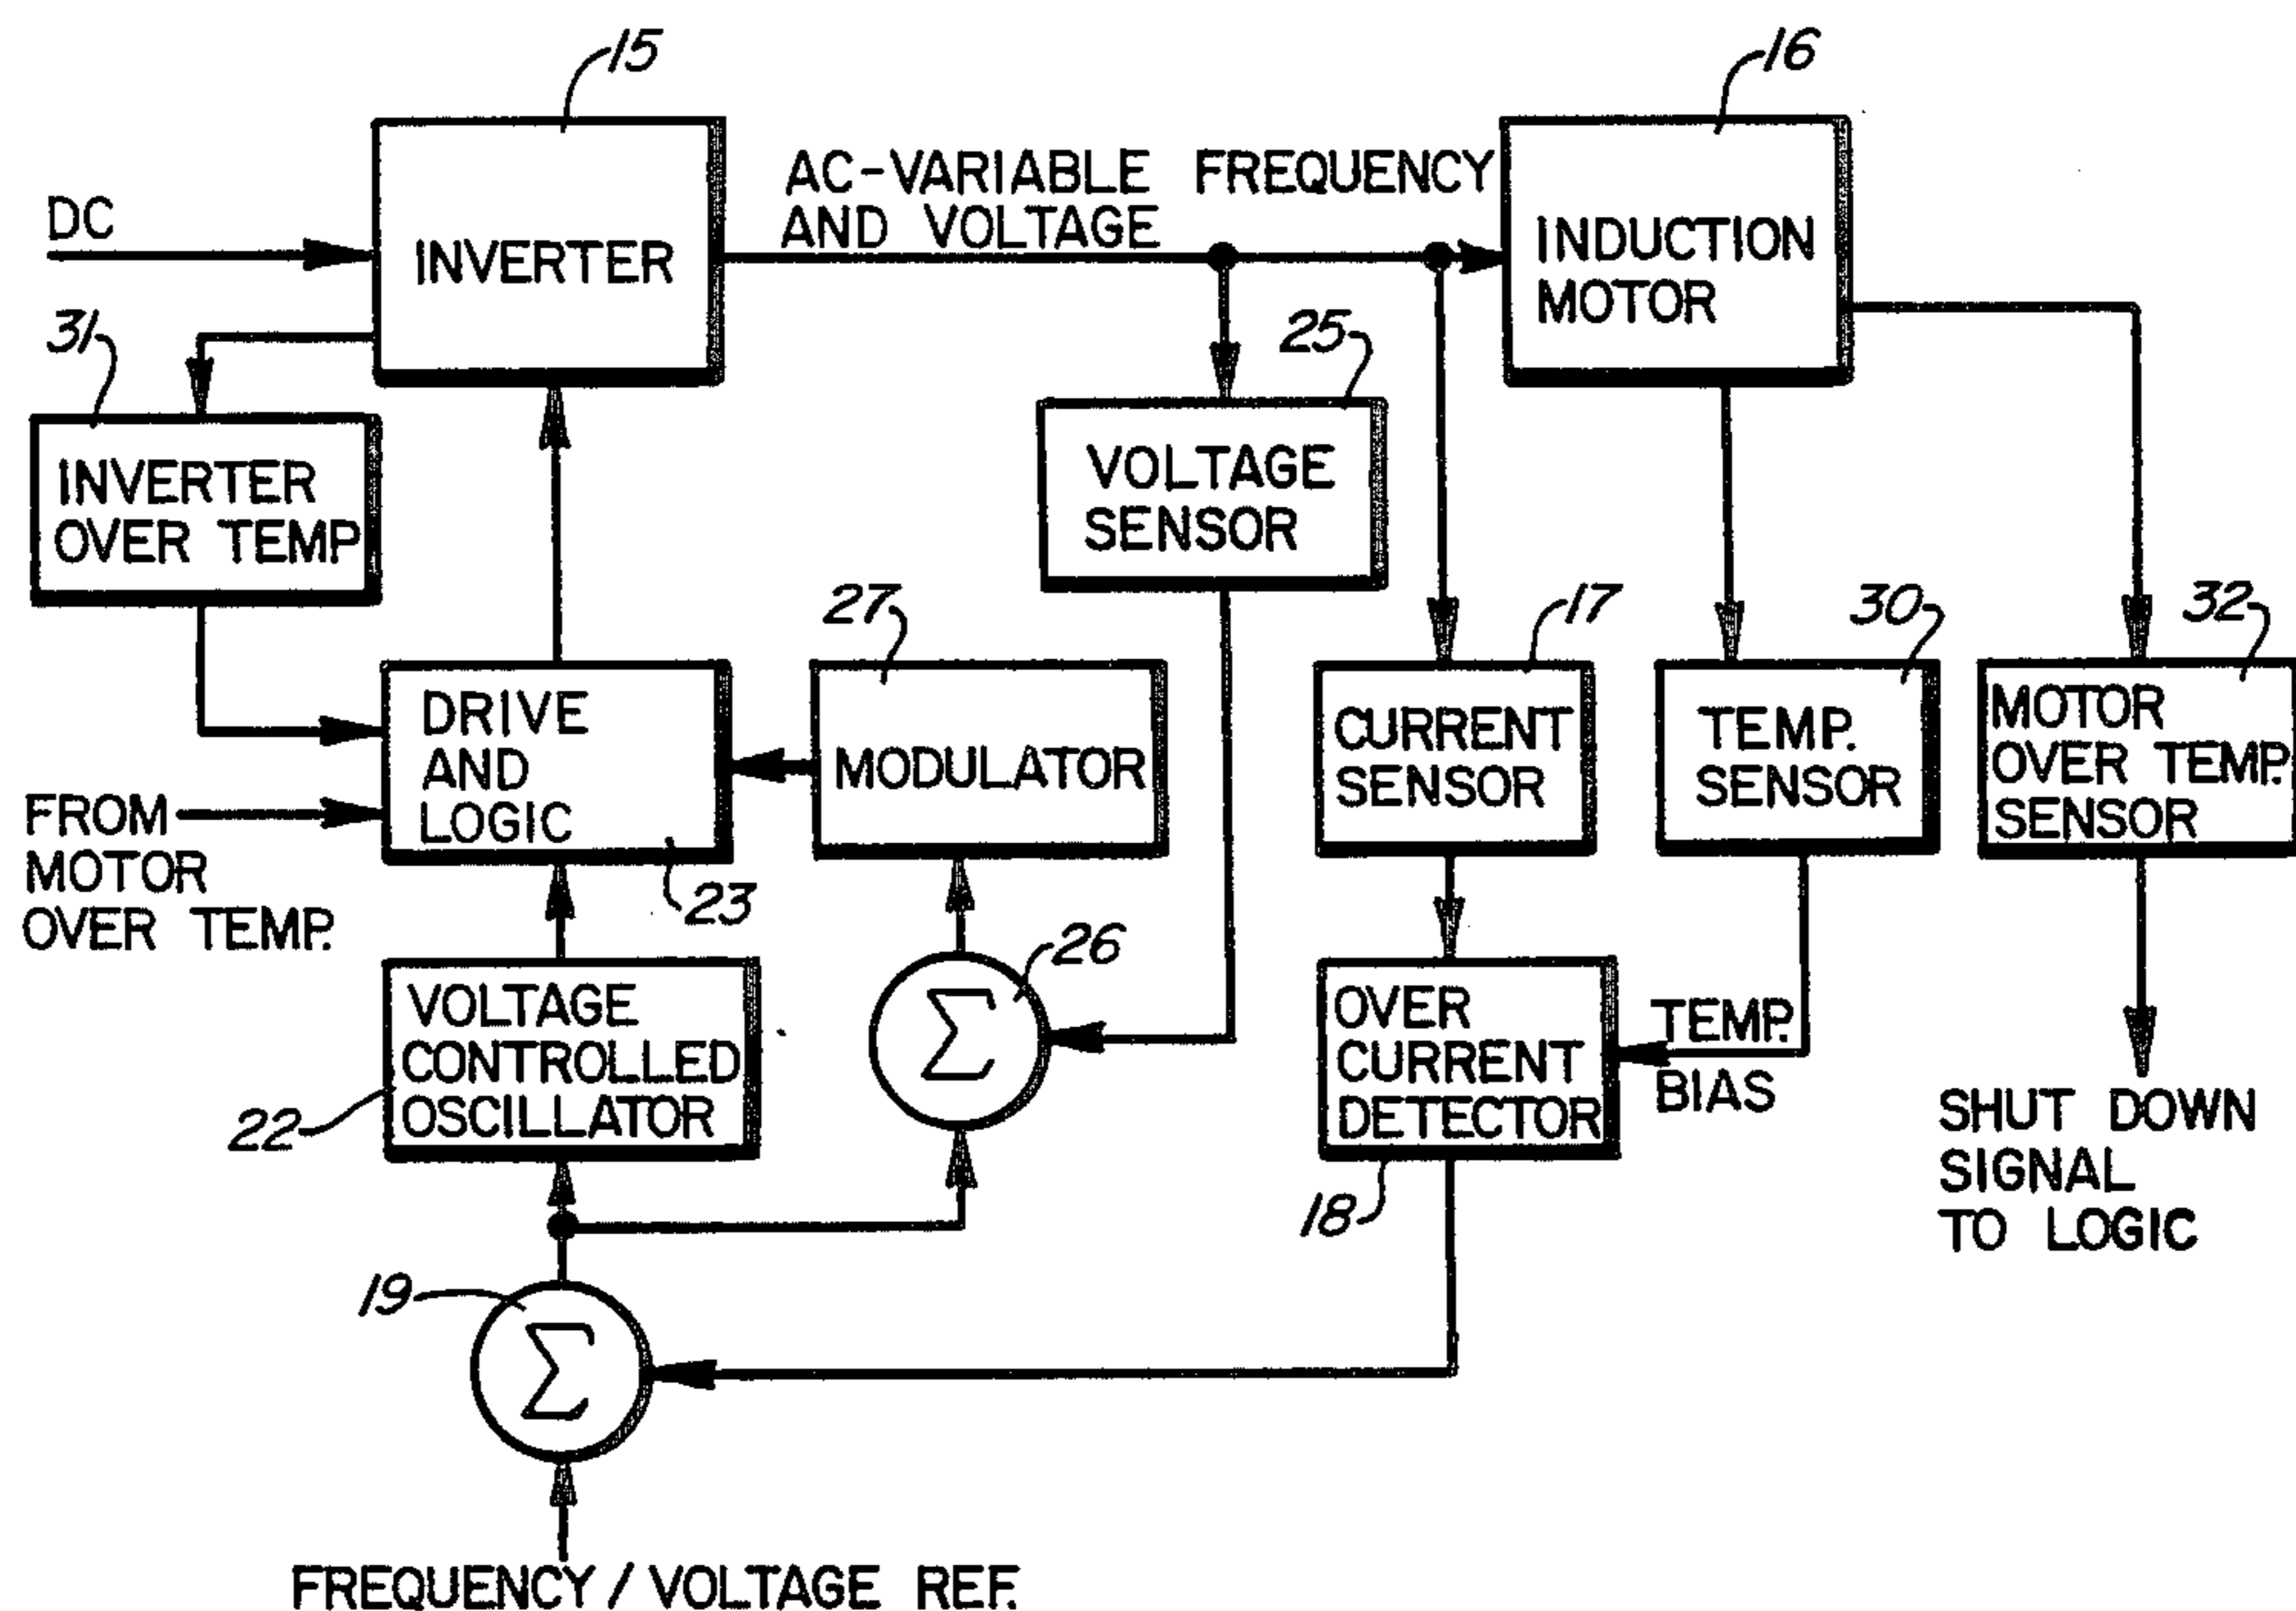 15
16
DC
INVERTER
AC-VARIABLE FREQUENCY
AND VOLTAGE
INDUCTION
MOTOR
31
25
INVERTER
OVER TEMP
VOLTAGE
SENSOR
27
17
30
32
DRIVE
AND
LOGIC
MODULATOR
CURRENT
SENSOR
TEMP.
SENSOR
MOTOR
OVER TEMP.
SENSOR
FROM
MOTOR
OVER TEMP.
23
26
VOLTAGE
CONTROLLED
OSCILLATOR
Σ
OVER
CURRENT
DETECTOR
TEMP.
BIAS
22
18
SHUT DOWN
SIGNAL
TO LOGIC
19
Σ
FREQUENCY / VOLTAGE REF.